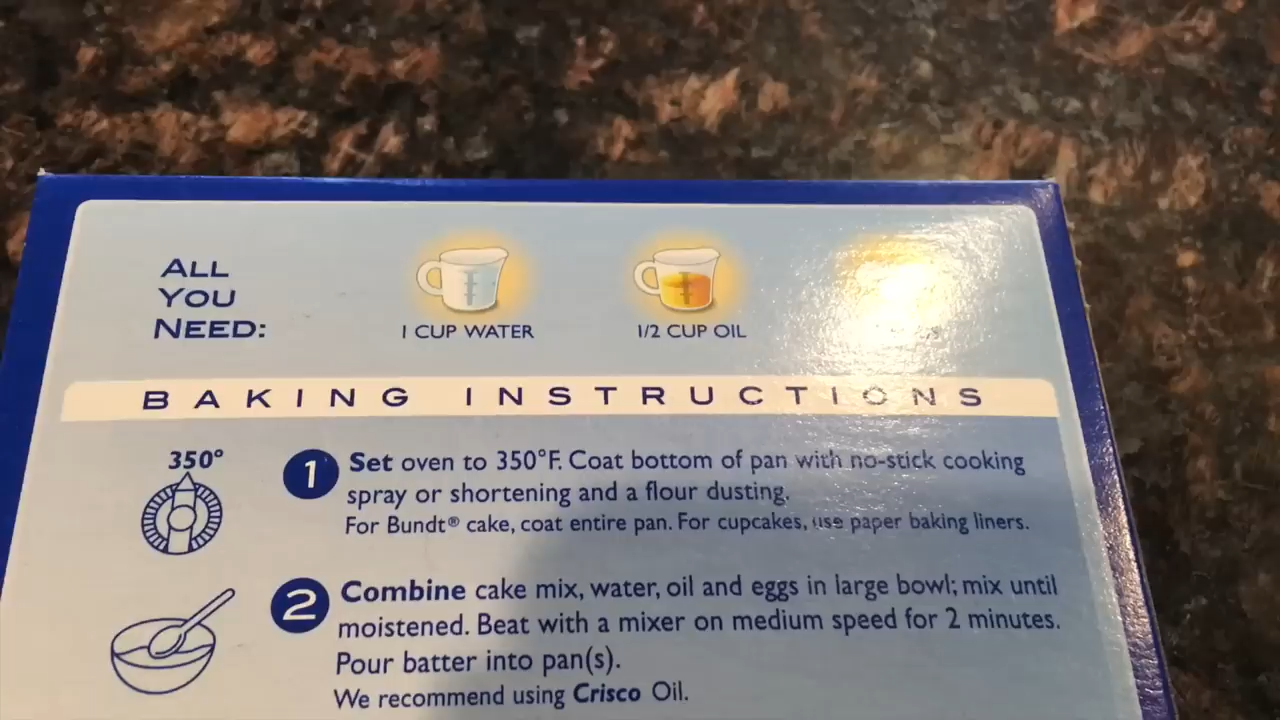 ALL
YOU
NEED:
1 CUP WATER
1/2 CUP OIL
BAKING INSTRUCTIONS
350°
1 Set oven to 350°F. Coat bottom of pan with no-stick cooking
spray or shortening and a flour dusting.
For Bundt® cake, coat entire pan. For cupcakes, use paper baking liners.
2 Combine cake mix, water, oil and eggs in large bowl; mix until
moistened. Beat with a mixer on medium speed for 2 minutes.
Pour batter into pan(s).
We recommend using Crisco Oil.